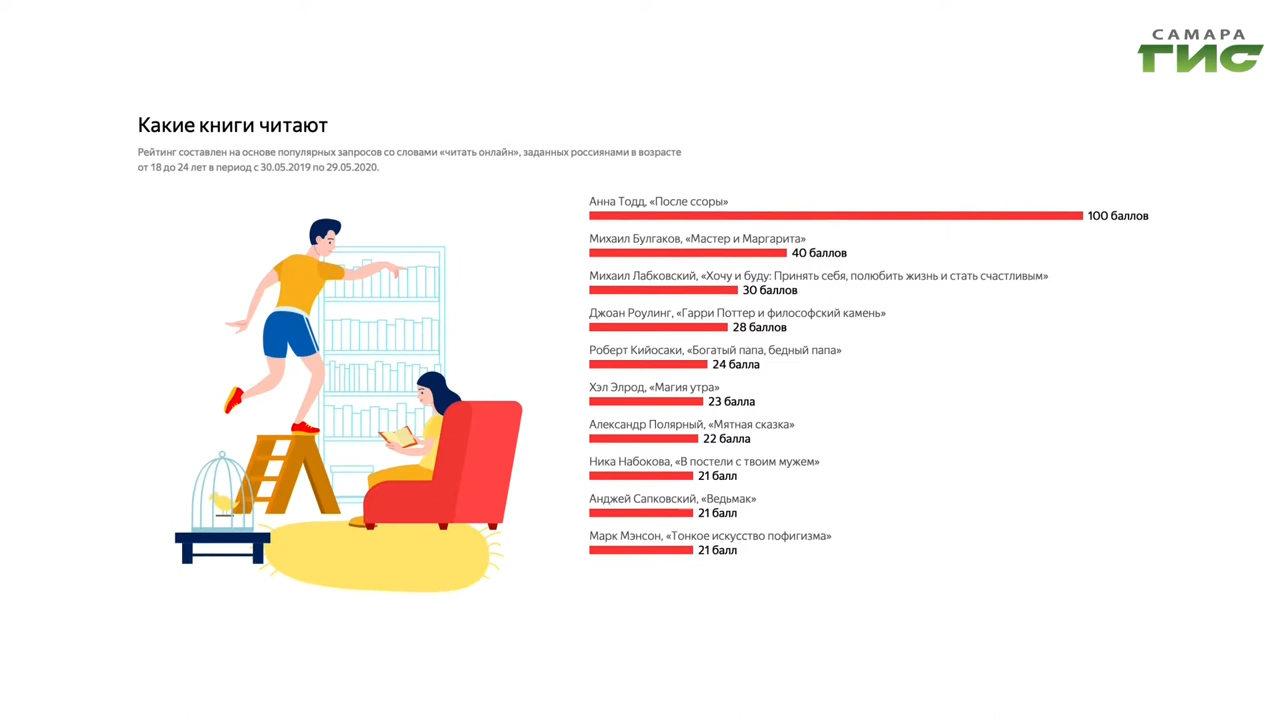 САМАРА
ГИС
Какие книги читают
Рейтинг составлен на основе популярных запросов со словами «читать онлайн», заданных россиянами в возрасте
от 18 до 24 лет в период с 30.05.2019 по 29.05.2020.
Анна Тодд, «После ссоры»
100 баллов
Михаил Булгаков, «Мастер и Маргарита»
40 баллов
Михаил Лабковский, «Хочу и буду: Принять себя, полюбить жизнь и стать счастливым»
30 баллов
Джоан Роулинг, «Гарри Поттер и философский камень»
28 баллов
Роберт Кийосаки, «Богатый папа, бедный папа»
24 балла
Хэл Элрод, «Магия утра»
23 балла
Александр Полярный, «Мятная сказка»
22 балла
Ника Набокова, «В постели с твоим мужем»
21 балл
Анджей Сапковский, «Ведьмак»
21 балл
Марк Мэнсон, «Тонкое искусство пофигизма»
21 балл